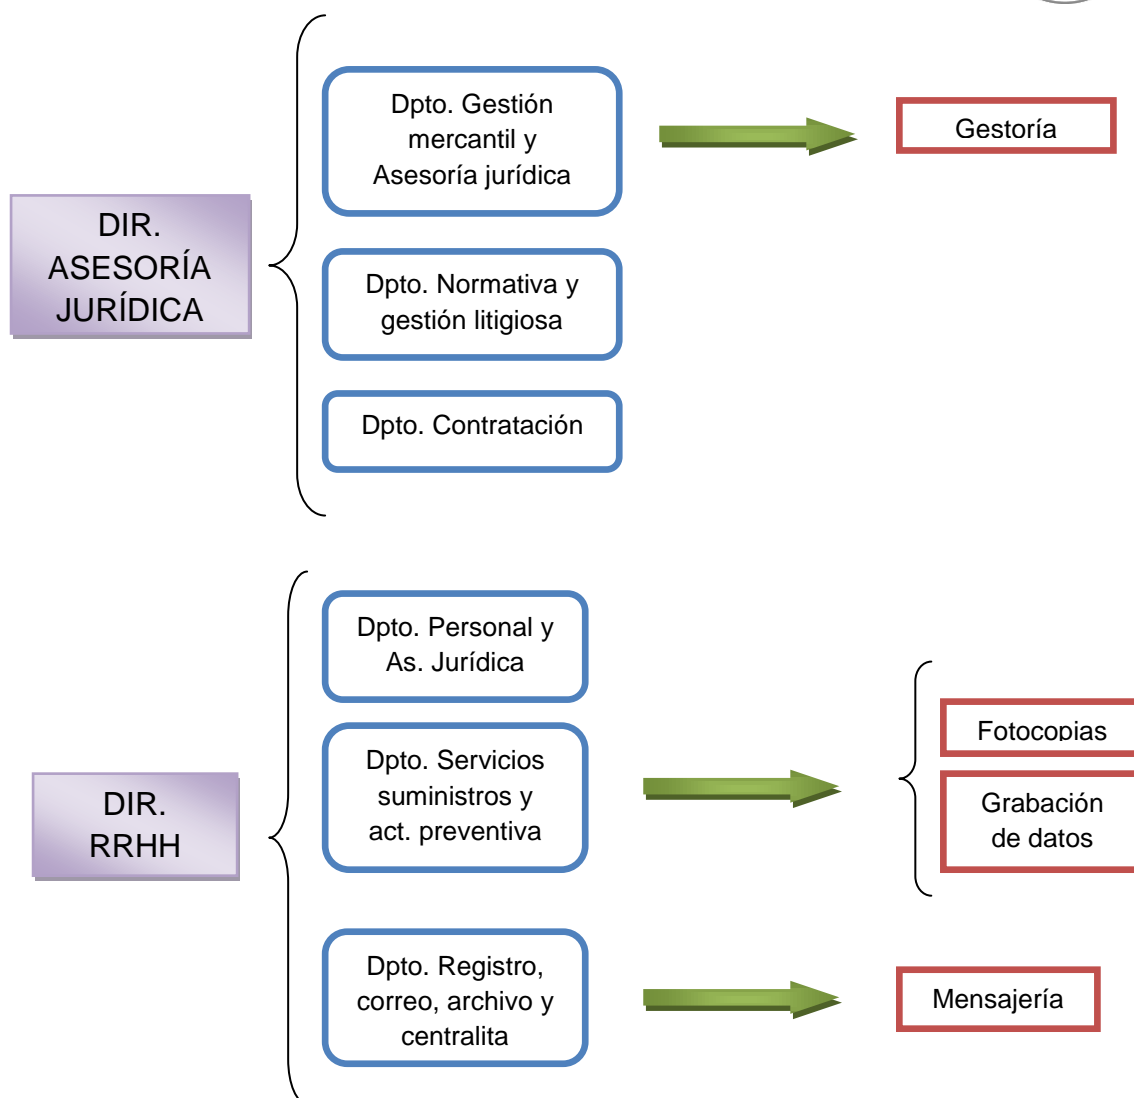 DIR.
ASESORÍA
JURÍDICA
Dpto. Gestión
mercantil y
Asesoría jurídica
Gestoría
Dpto. Normativa y
gestión litigiosa
Dpto. Contratación
DIR.
RRHH
Dpto. Personal y
As. Jurídica
Dpto. Servicios
suministros y
act. preventiva
Fotocopias
Grabación
de datos
Dpto. Registro,
correo, archivo y
centralita
Mensajería